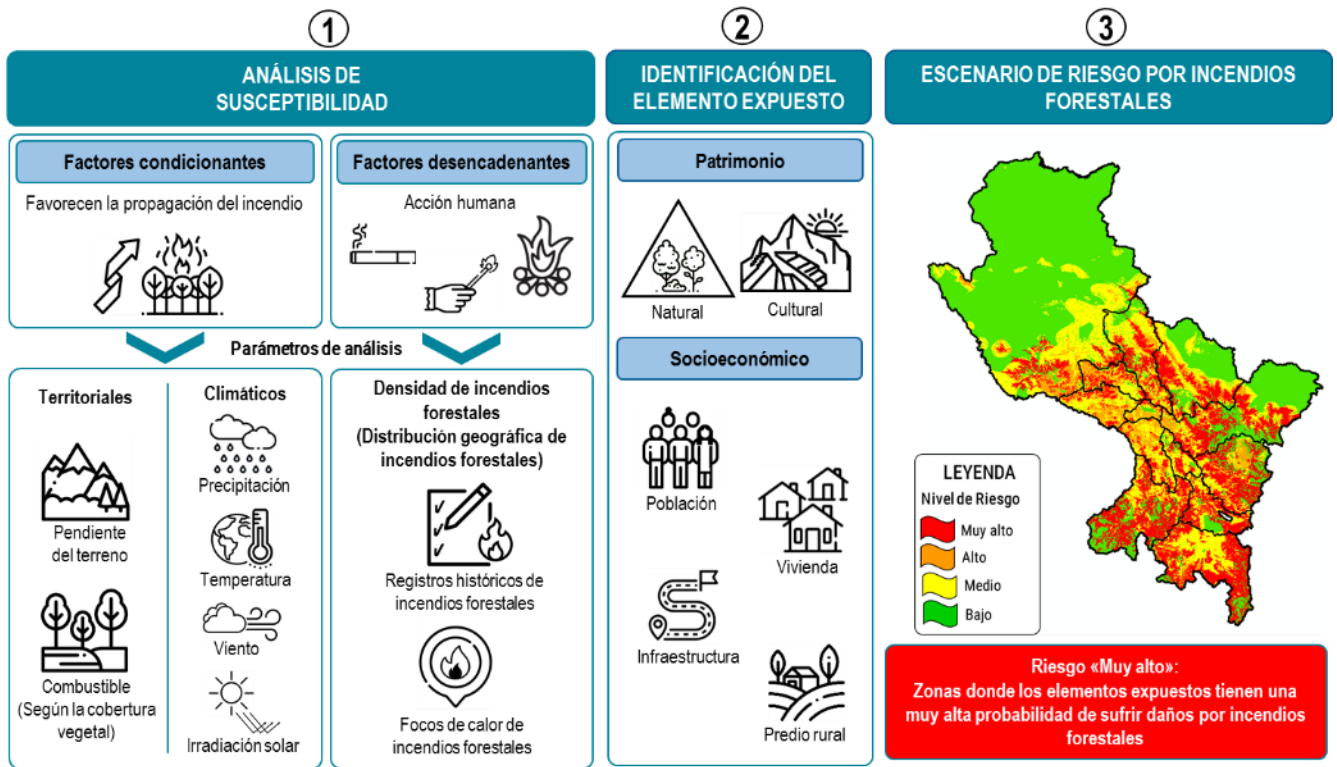 1
ANÁLISIS DE
SUSCEPTIBILIDAD
Factores condicionantes
Favorecen la propagación del incendio
Factores desencadenantes
Acción humana
Parámetros de análisis
Territoriales
Pendiente
del terreno
Combustible
(Según la cobertura
vegetal)
Climáticos
Precipitación
Temperatura
Viento
Irradiación solar
Densidad de incendios
forestales
(Distribución geográfica de
incendios forestales)
Registros históricos de
incendios forestales
Focos de calor de
incendios forestales
2
IDENTIFICACIÓN DEL
ELEMENTO EXPUESTO
Patrimonio
Natural
Cultural
Socioeconómico
Población
Vivienda
Infraestructura
Predio rural
3
ESCENARIO DE RIESGO POR INCENDIOS
FORESTALES
LEYENDA
Nivel de Riesgo
Muy alto
Alto
Medio
Bajo
Riesgo «Muy alto»:
Zonas donde los elementos expuestos tienen una
muy alta probabilidad de sufrir daños por incendios
forestales